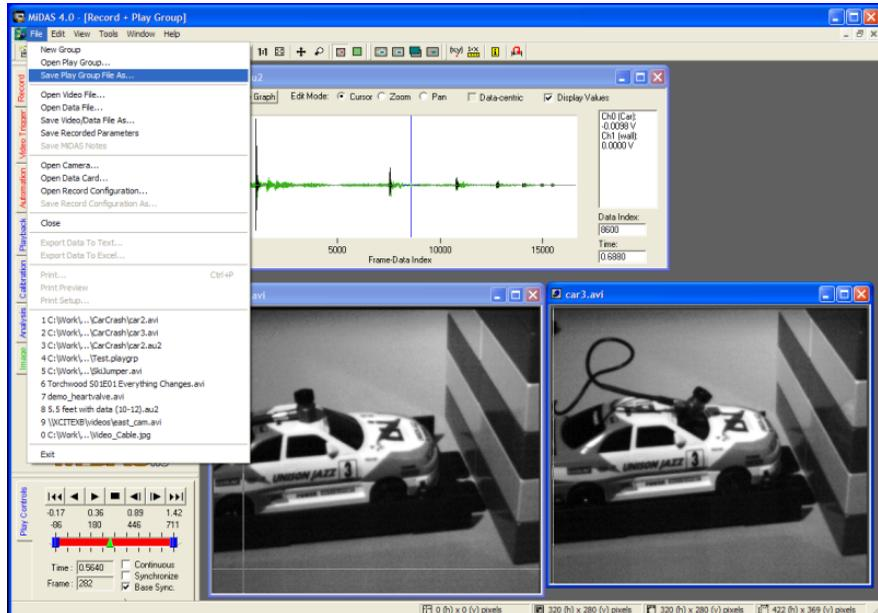 MiDAS 4.0 - [Record + Play Group]
File Edit View Tools Window Help
New Group
Open Play Group...
Save Play Group File As...
Open Video File...
Open Data File...
Save Video/Data File As...
Save Recorded Parameters
Save MiDAS Notes
Open Camera...
Open Data Card...
Open Record Configuration...
Save Record Configuration As...
Close
Export Data To Text...
Export Data To Excel...
Print... Ctrl+P
Print Preview
Print Setup...
1 C:\Work\,...\CarCrash\car2.avi
2 C:\Work\,...\CarCrash\car3.avi
3 C:\Work\,...\CarCrash\car2.au2
4 C:\Work\,...\Test.playgrp
5 C:\Work\,...\SkiJumper.avi
6 Torchwood S01E01 Everything Changes.avi
7 demo_heartvalve.avi
8 5.5 feet with data (10-12).au2
9 \\XCITEXB\videos\east_cam.avi
0 C:\Work\,...\Video_Cable.jpg
Exit
Record
Video Trigger
Automation
Playback
Calibration
Analysis
Image
1:1
f(x,y)
u2
Graph Edit Mode: Cursor Zoom Pan Data-centric Display Values
Ch0 (Car):
-0.0098 V
Ch1 (wall):
0.0000 V
Data Index:
8600
Time:
0.6880
5000 10000 15000
Frame-Data Index
avi
UNISON JAZZ 3
car3.avi
UNISON JAZZ 3
Play Controls
-0.17 0.36 0.89 1.42
-86 180 446 711
Time : 0.5640
Frame : 282
Continuous
Synchronize
Base Sync.
0 (h) x 0 (v) pixels 320 (h) x 280 (v) pixels 320 (h) x 280 (v) pixels 422 (h) x 369 (v) pixels